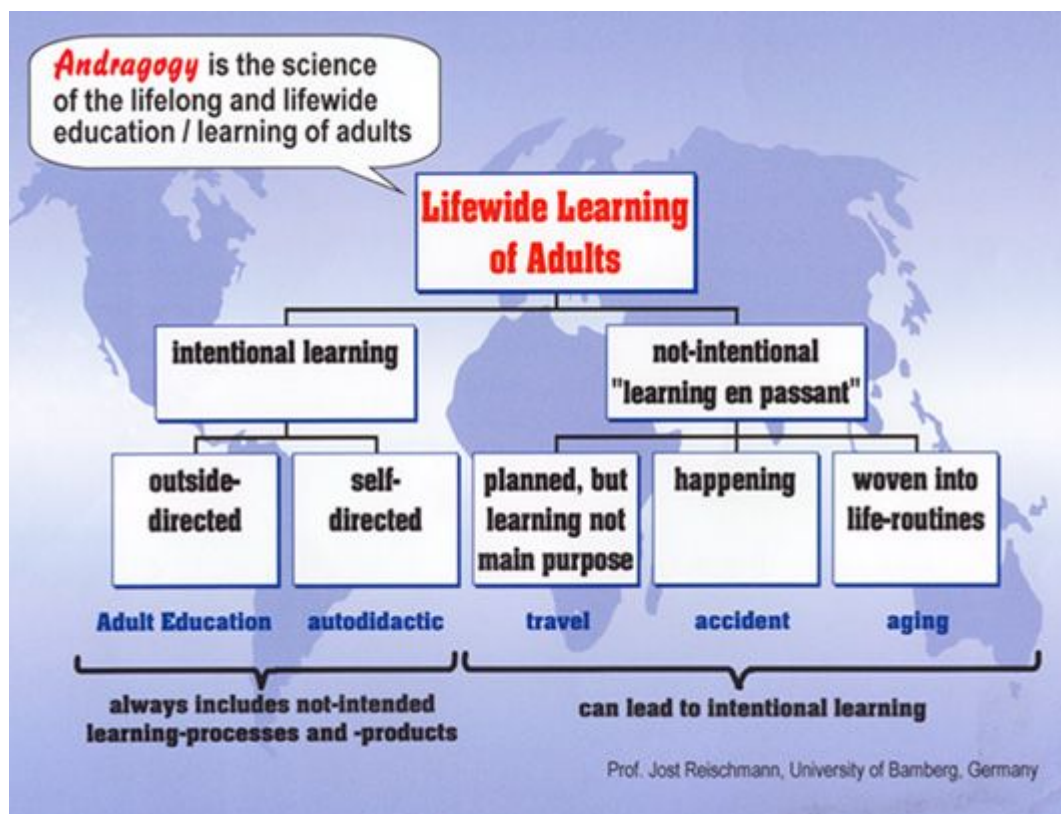 Andragogy is the science
of the lifelong and lifewide
education / learning of adults
Lifewide Learning
of Adults
intentional learning
not-intentional
"learning en passant"
outside-
directed
self-
directed
planned, but
learning not
main purpose
happening
woven into
life-routines
Adult Education
autodidactic
travel
accident
aging
always includes not-intended
learning-processes and -products
can lead to intentional learning
Prof. Jost Reischmann, University of Bamberg, Germany